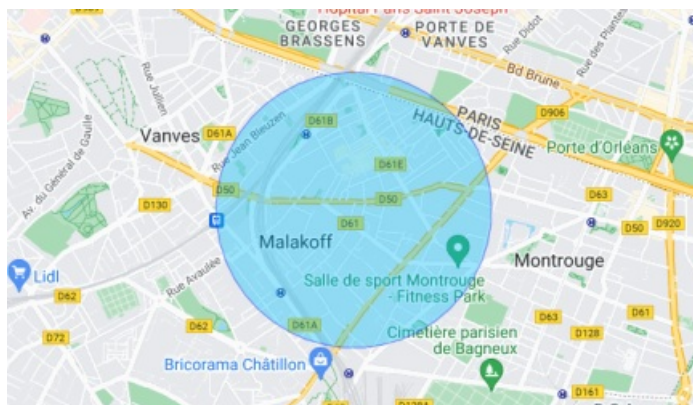 Hôpital Paris Saint-Joseph
GEORGES
BRASSENS
PORTE DE
VANVES
Rue Didot
Rue des Plantes
Bd Brune
Rue Jullien
D61B
PARIS
HAUTS-DE-SEINE
D906
Vanves
D61A
Rue Jean Bleuzen
Porte d'Orléans
Av. du Général de Gaulle
D61E
D50
D50
D63
D130
D61
D50
D920
Malakoff
Montrouge
Lidl
Rue Avaulée
Salle de sport Montrouge
- Fitness Park
D62
D62
D61A
D63
D61
D72
D128
Cimetière parisien
de Bagneux
Bricorama Châtillon
D161
D128A